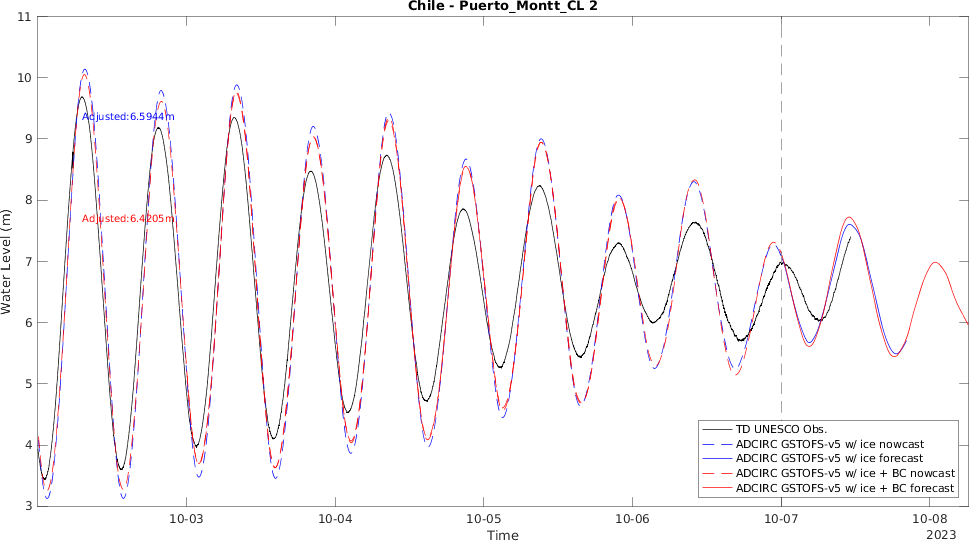 Chile - Puerto_Montt_CL 2
11
10
9
8
7
6
5
4
3
Water Level (m)
Adjusted:6.5944m
Adjusted:6.4205m
10-03
10-04
10-05
10-06
10-07
10-08
Time
2023
TD UNESCO Obs.
ADCIRC GSTOFS-v5 w/ ice nowcast
ADCIRC GSTOFS-v5 w/ ice forecast
ADCIRC GSTOFS-v5 w/ ice + BC nowcast
ADCIRC GSTOFS-v5 w/ ice + BC forecast